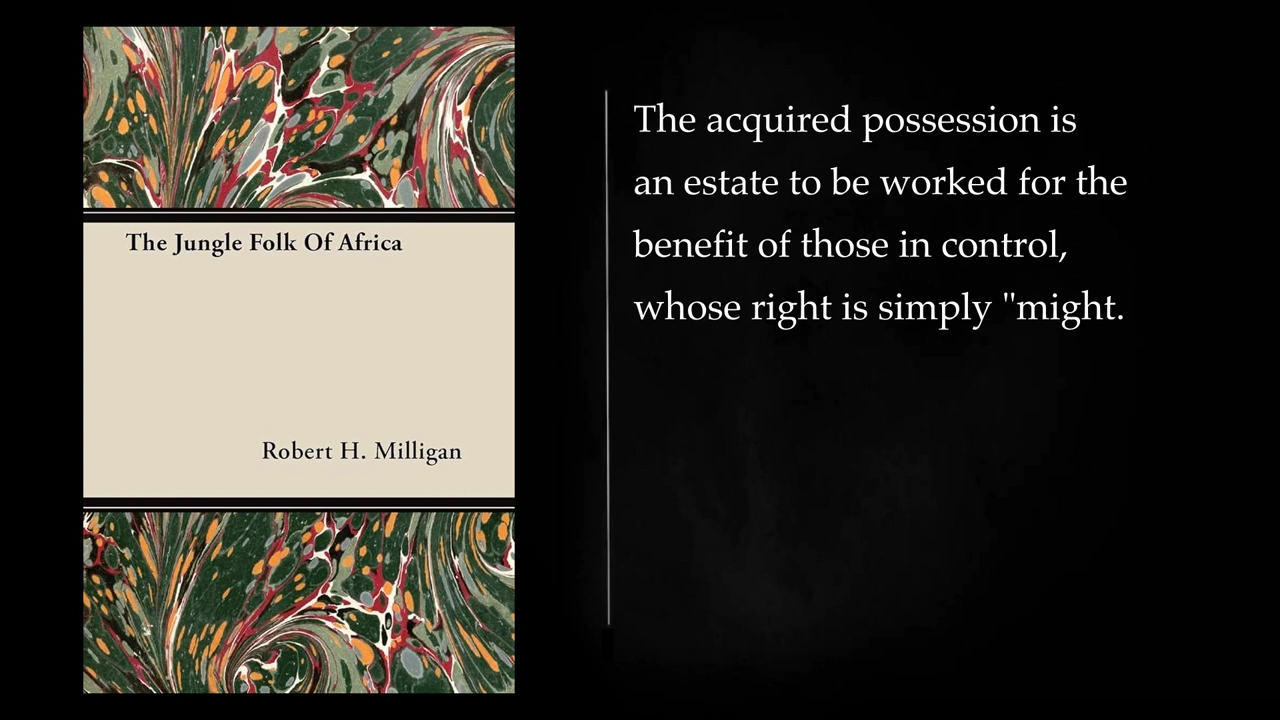 The Jungle Folk Of Africa
Robert H. Milligan
The acquired possession is
an estate to be worked for the
benefit of those in control,
whose right is simply "might.